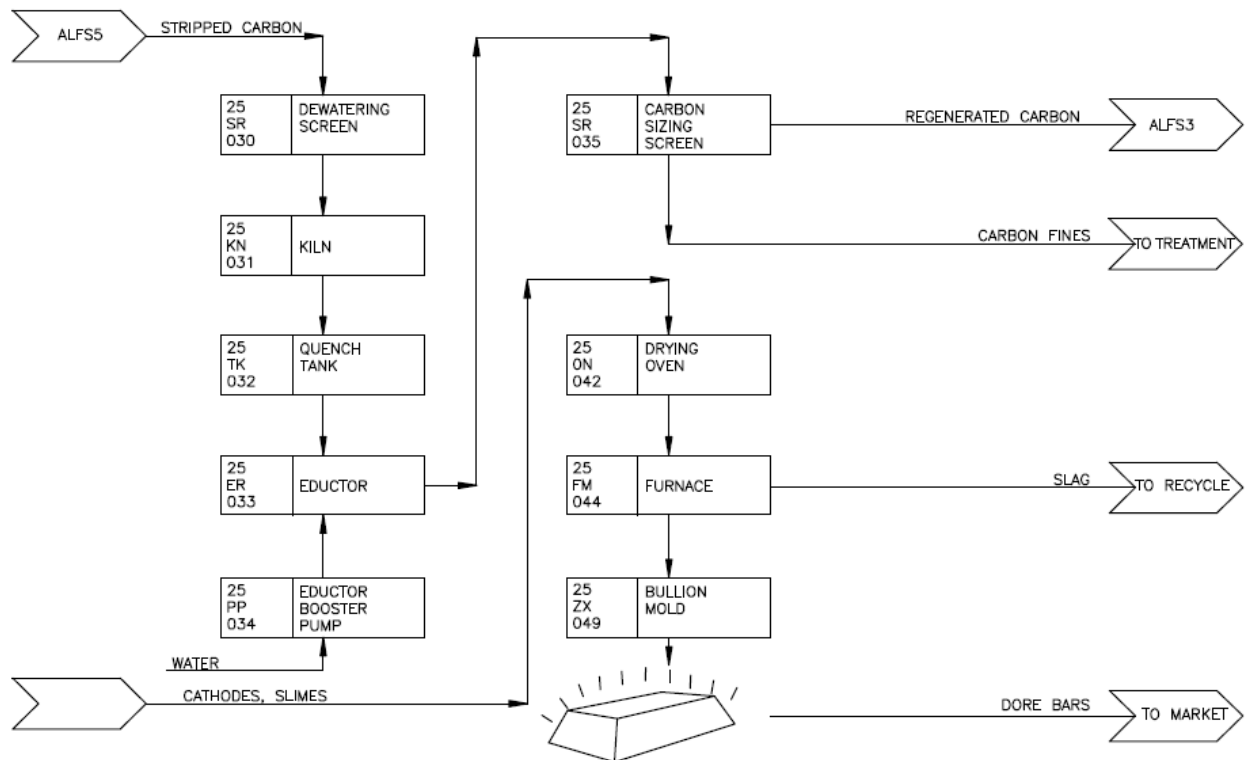 ALFS5
STRIPPED CARBON
25
SR
030
DEWATERING
SCREEN
25
KN
031
KILN
25
TK
032
QUENCH
TANK
25
ER
033
EDUCTOR
25
PP
034
EDUCTOR
BOOSTER
PUMP
WATER
CATHODES, SLIMES
25
SR
035
CARBON
SIZING
SCREEN
REGENERATED CARBON
ALFS3
CARBON FINES
TO TREATMENT
25
ON
042
DRYING
OVEN
25
FM
044
FURNACE
SLAG
TO RECYCLE
25
ZX
049
BULLION
MOLD
DORE BARS
TO MARKET